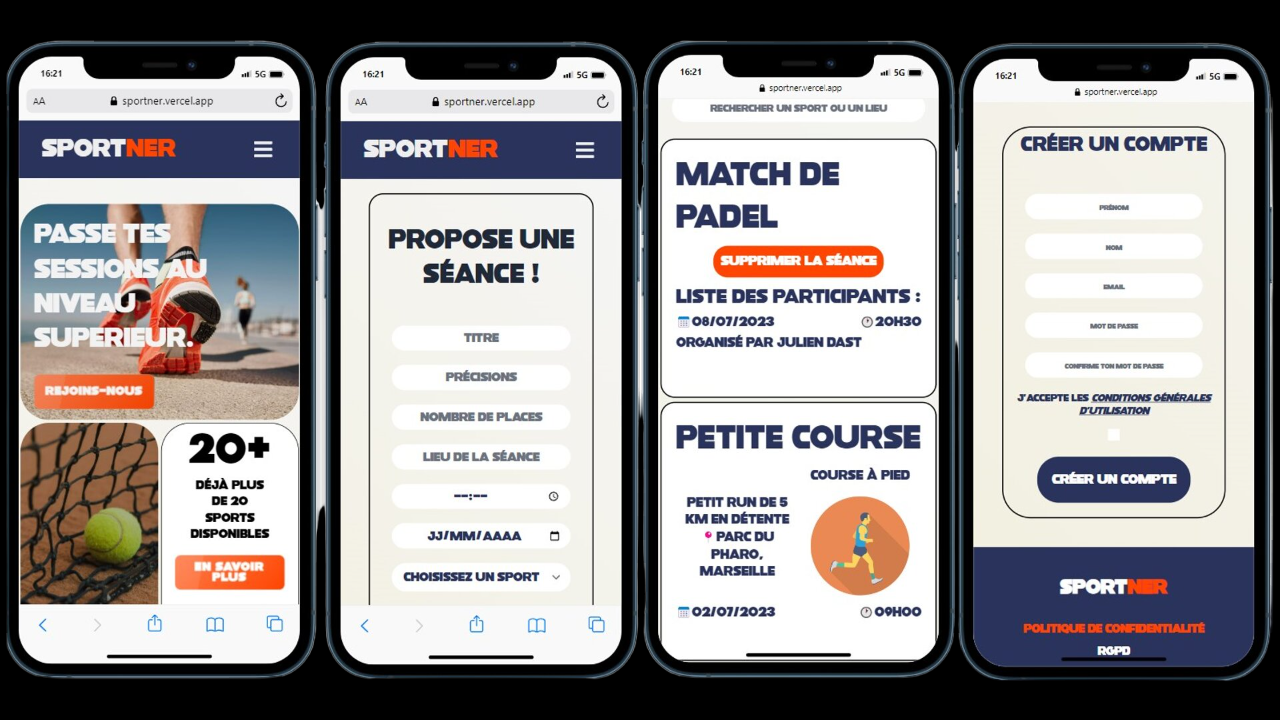 16:21
5G
AA
sportner.vercel.app
SPORTNER
PASSE TES
SESSIONS AU
NIVEAU
SUPERIEUR.
REJOINS-NOUS
20+
DÉJÀ PLUS
DE 20
SPORTS
DISPONIBLES
EN SAVOIR
PLUS
16:21
5G
AA
sportner.vercel.app
SPORTNER
PROPOSE UNE
SÉANCE !
TITRE
PRÉCISIONS
NOMBRE DE PLACES
LIEU DE LA SÉANCE
--:--
JJ/MM/AAAA
CHOISISSEZ UN SPORT
16:21
5G
sportner.vercel.app
RECHERCHER UN SPORT OU UN LIEU
MATCH DE
PADEL
SUPPRIMER LA SÉANCE
LISTE DES PARTICIPANTS :
08/07/2023
20H30
ORGANISÉ PAR JULIEN DAST
PETITE COURSE
COURSE À PIED
PETIT RUN DE 5
KM EN DÉTENTE
PARC DU
PHARO,
MARSEILLE
02/07/2023
09H00
16:21
5G
sportner.vercel.app
CRÉER UN COMPTE
PRÉNOM
NOM
EMAIL
MOT DE PASSE
CONFIRME TON MOT DE PASSE
J'ACCEPTE LES CONDITIONS GÉNÉRALES
D'UTILISATION
CRÉER UN COMPTE
SPORTNER
POLITIQUE DE CONFIDENTIALITÉ
RGPD